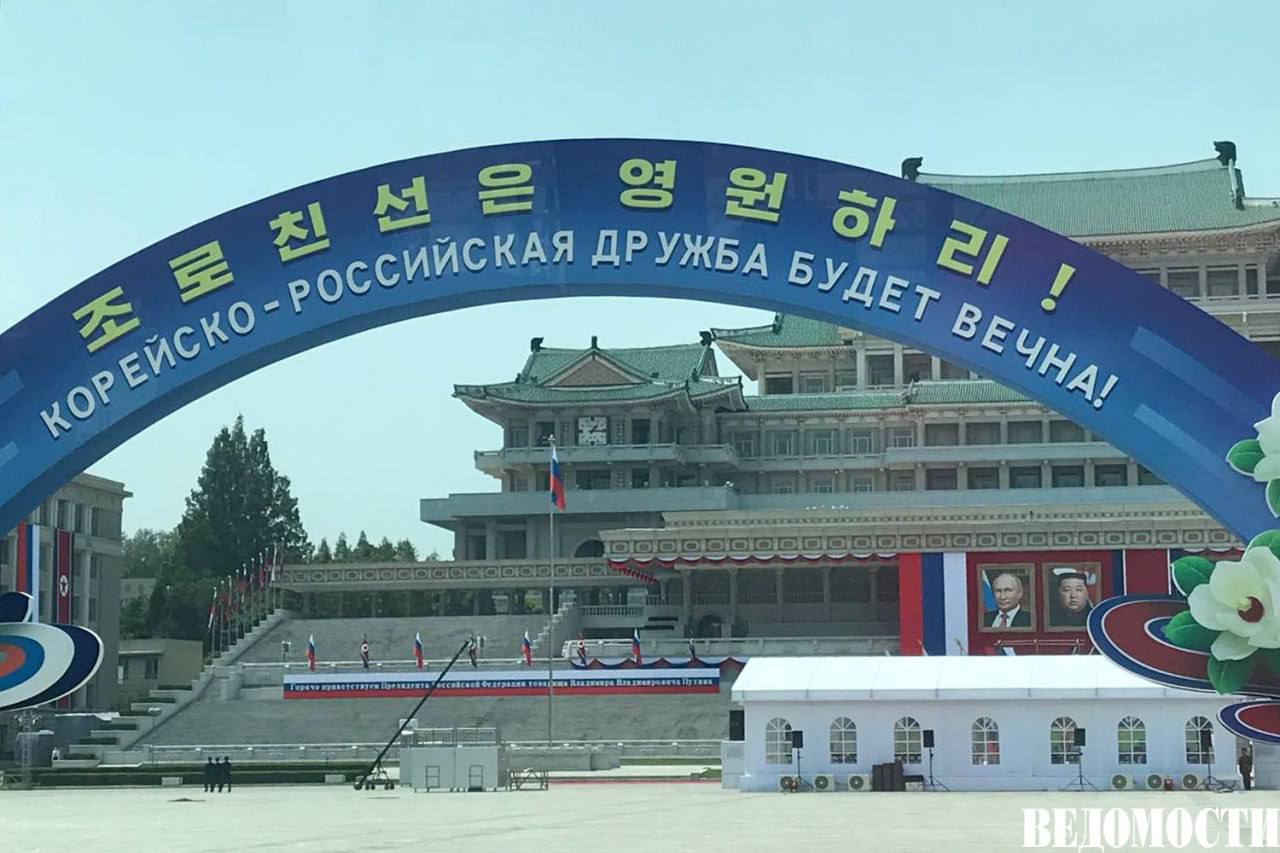 조로친선은 영원하리!
КОРЕЙСКО-РОССИЙСКАЯ ДРУЖБА БУДЕТ ВЕЧНА!
Горячо приветствуем Президента Российской Федерации товарища Владимира Владимировича Путина
ВЕДОМОСТИ